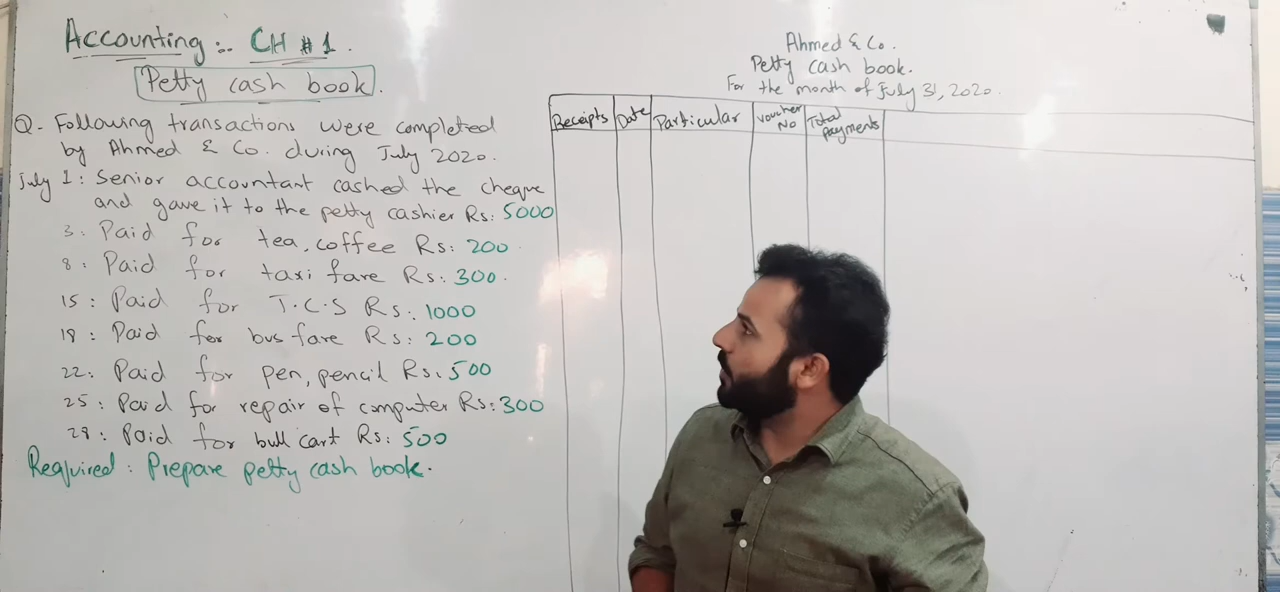 Accounting :- CH # 1.
Petty cash book.
Q. Following transactions were completed
by Ahmed & Co. during July 2020.
July 1: Senior accountant cashed the cheque
and gave it to the petty cashier Rs: 5000
3: Paid for tea, coffee Rs: 200
8: Paid for taxi fare Rs: 300.
15: Paid for T.C.S Rs: 1000
18: Paid for bus fare Rs: 200
22: Paid for pen, pencil Rs. 500
25: Paid for repair of computer Rs: 300
28: Paid for bull cart Rs: 500
Required: Prepare petty cash book.
Ahmed & Co.
Petty cash book.
For the month of July 31, 2020.
Receipts Date Particular Voucher No Total payments